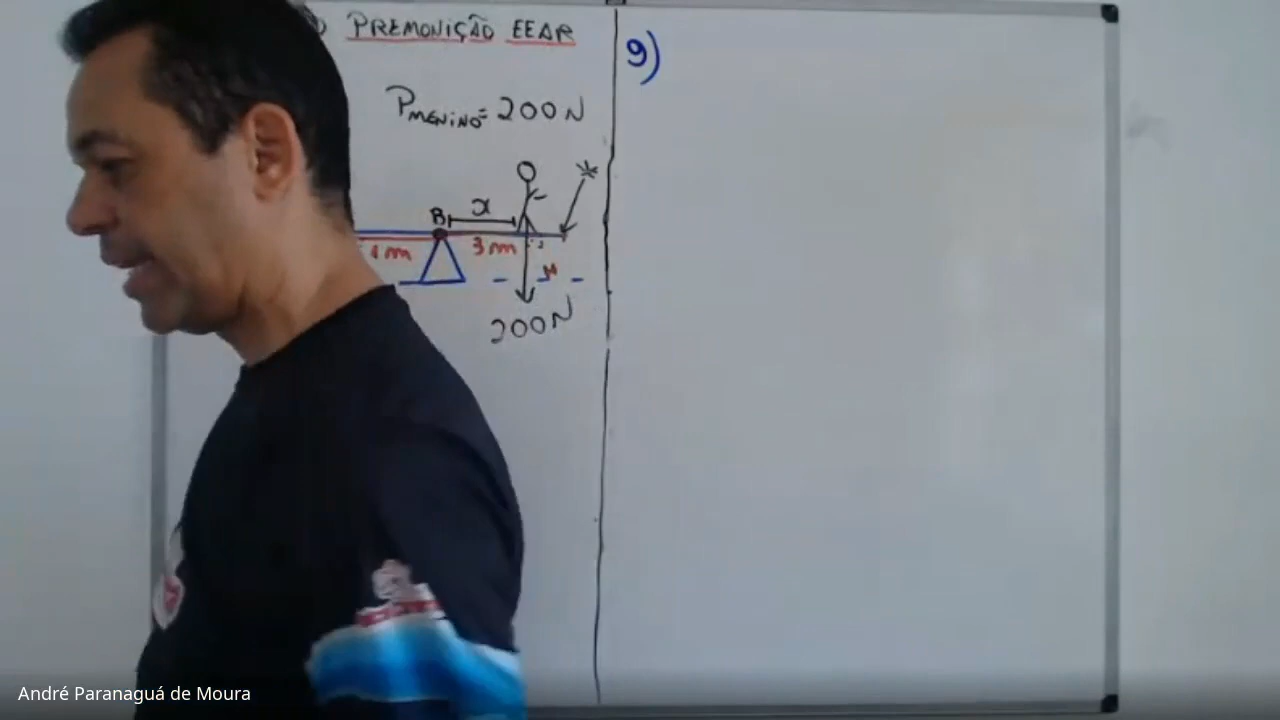 ) PREMONIÇÃO EEAR
PMENINO= 200N
B
x
1m
3m
200N
9)
André Paranaguá de Moura